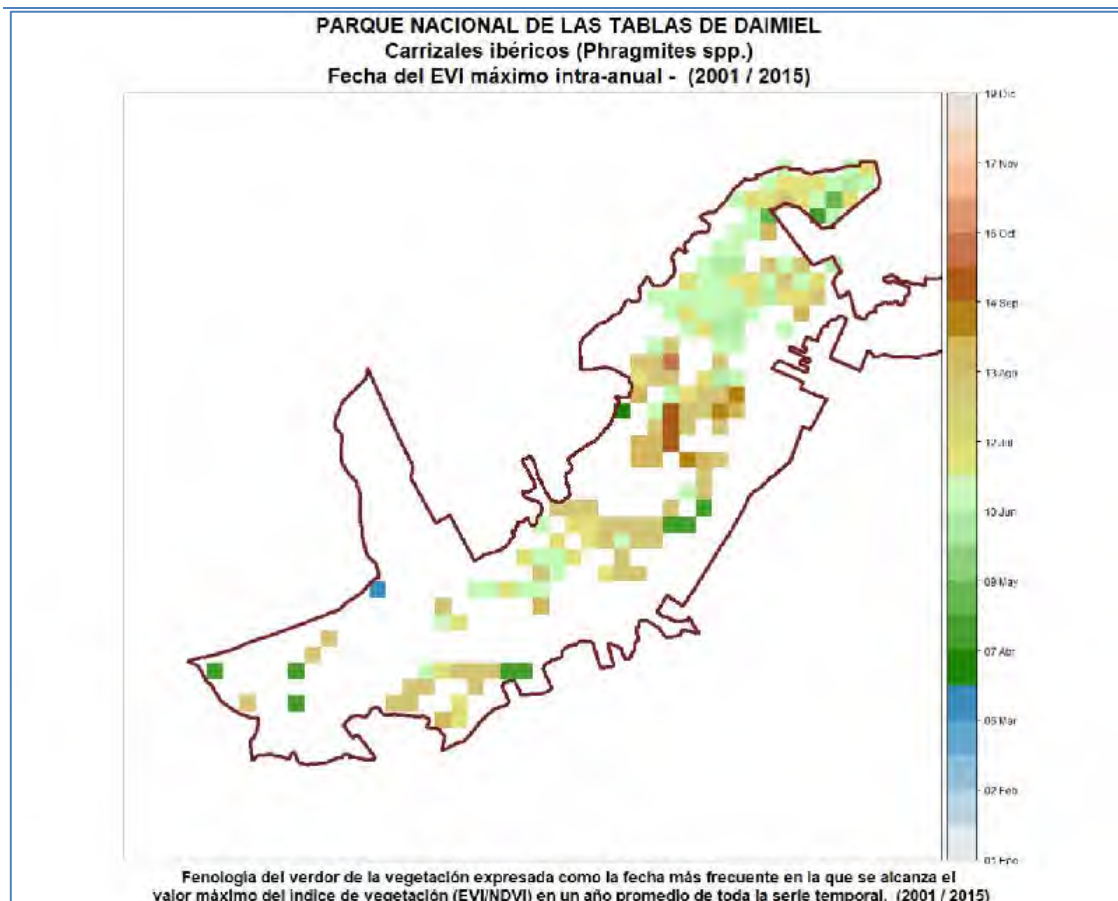 PARQUE NACIONAL DE LAS TABLAS DE DAIMIEL
Carrizales ibéricos (Phragmites spp.)
Fecha del EVI máximo intra-anual - (2001 / 2015)
19 Dic
17 Nov
16 Oct
14 Sep
13 Ago
12 Jul
10 Jun
09 May
07 Abr
06 Mar
02 Feb
01 Ene
Fenologia del verdor de la vegetación expresada como la fecha más frecuente en la que se alcanza el
valor máximo del indice de vegetación (EVI/NDVI) en un año promedio de toda la serie temporal. (2001 / 2015)